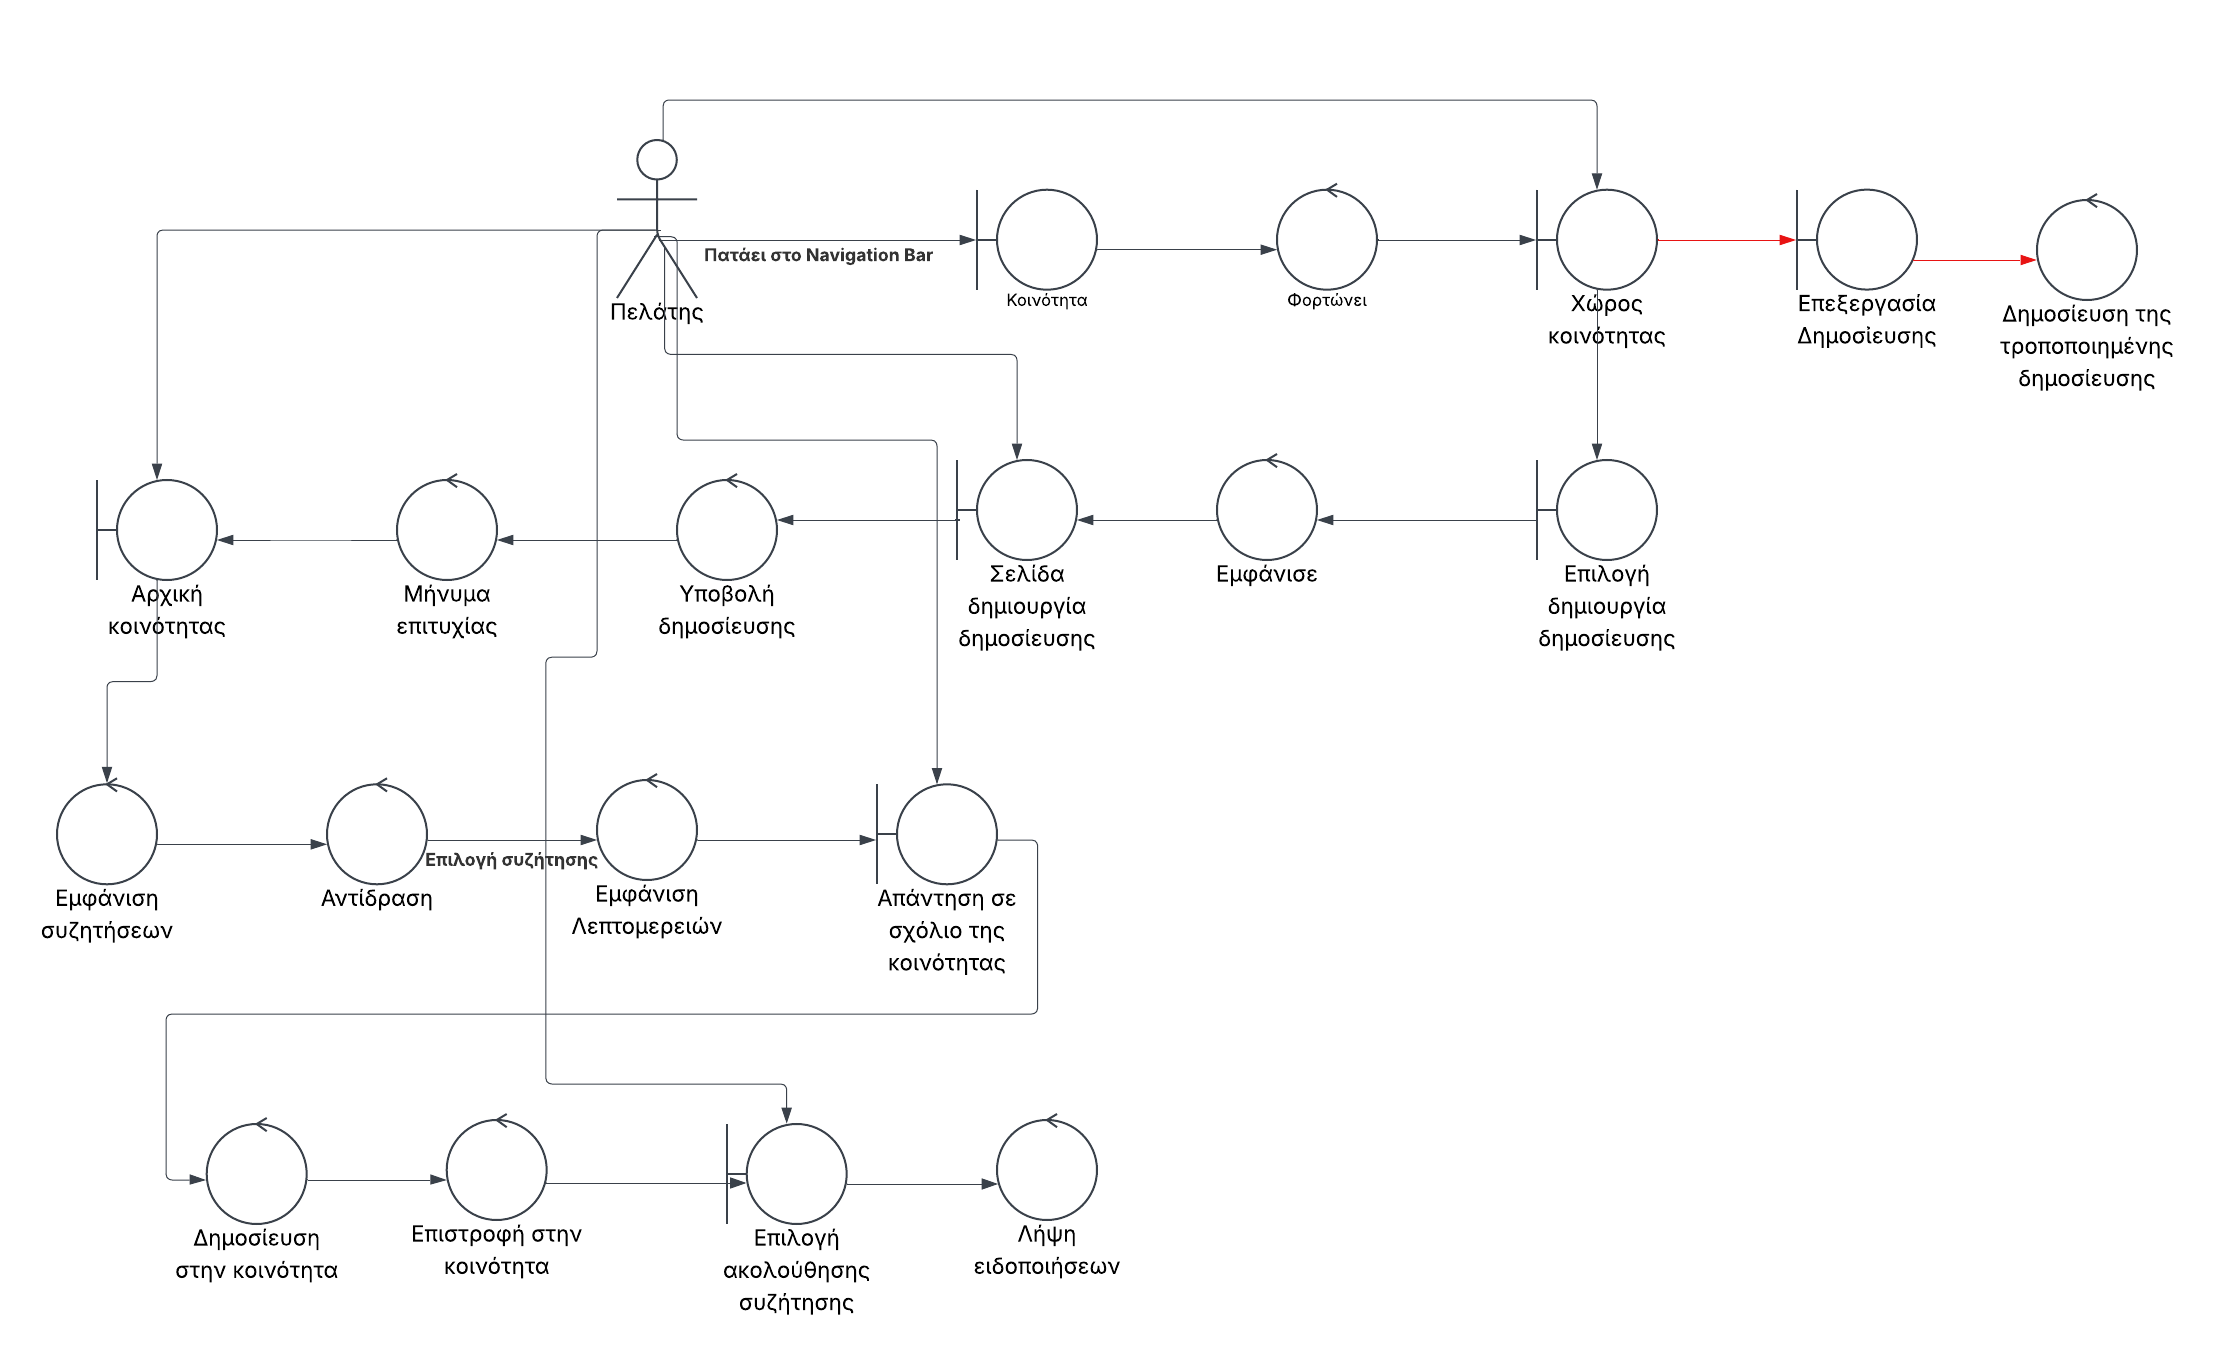 Πατάει στο Navigation Bar
Πελάτης
Κοινότητα
Φορτώνει
Χώρος
κοινότητας
Επεξεργασία
Δημοσίευσης
Δημοσίευση της
τροποποιημένης
δημοσίευσης
Αρχική
κοινότητας
Μήνυμα
επιτυχίας
Υποβολή
δημοσίευσης
Σελίδα
δημιουργία
δημοσίευσης
Εμφάνισε
Επιλογή
δημιουργία
δημοσίευσης
Εμφάνιση
συζητήσεων
Αντίδραση
Επιλογή συζήτησης
Εμφάνιση
Λεπτομερειών
Απάντηση σε
σχόλιο της
κοινότητας
Δημοσίευση
στην κοινότητα
Επιστροφή στην
κοινότητα
Επιλογή
ακολούθησης
συζήτησης
Λήψη
ειδοποιήσεων